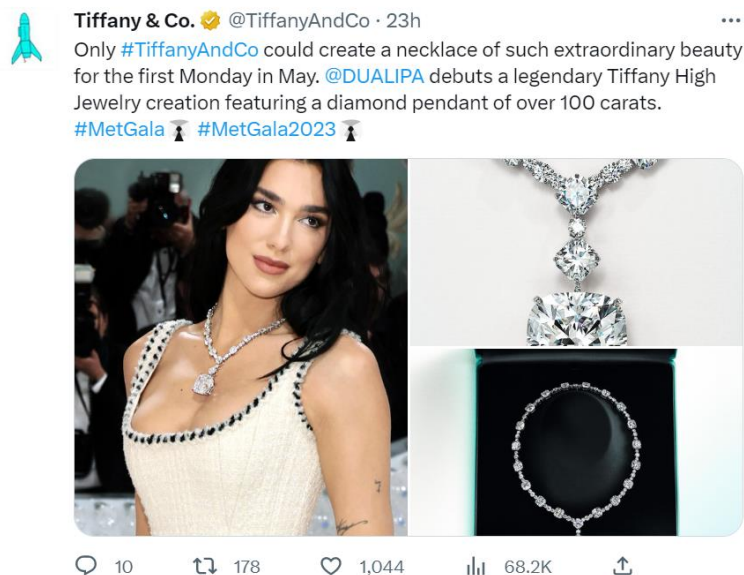 Tiffany & Co. @TiffanyAndCo · 23h
Only #TiffanyAndCo could create a necklace of such extraordinary beauty
for the first Monday in May. @DUALIPA debuts a legendary Tiffany High
Jewelry creation featuring a diamond pendant of over 100 carats.
#MetGala #MetGala2023
10 178 1,044 68.2K